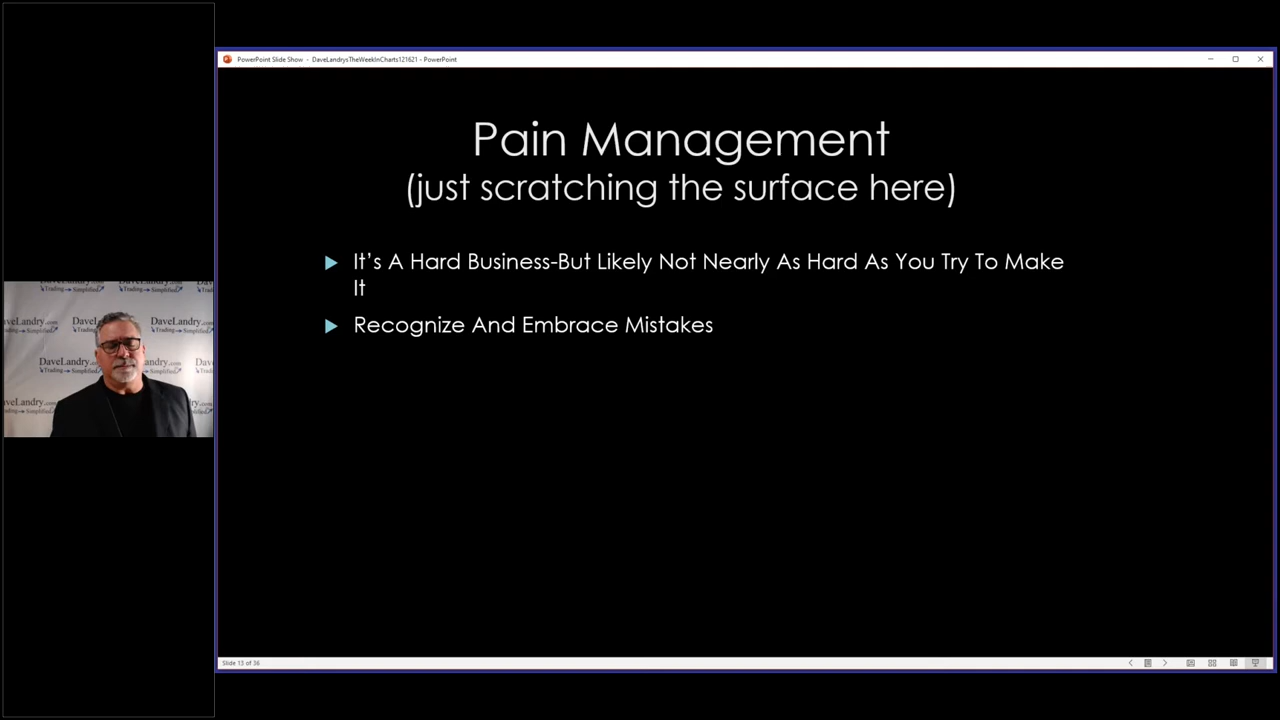 PowerPoint Slide Show - DaveLandrysTheWeekInCharts121621 - PowerPoint
Pain Management
(just scratching the surface here)
It's A Hard Business-But Likely Not Nearly As Hard As You Try To Make
It
Recognize And Embrace Mistakes
DaveLandry.com
Trading Simplified
Slide 13 of 36